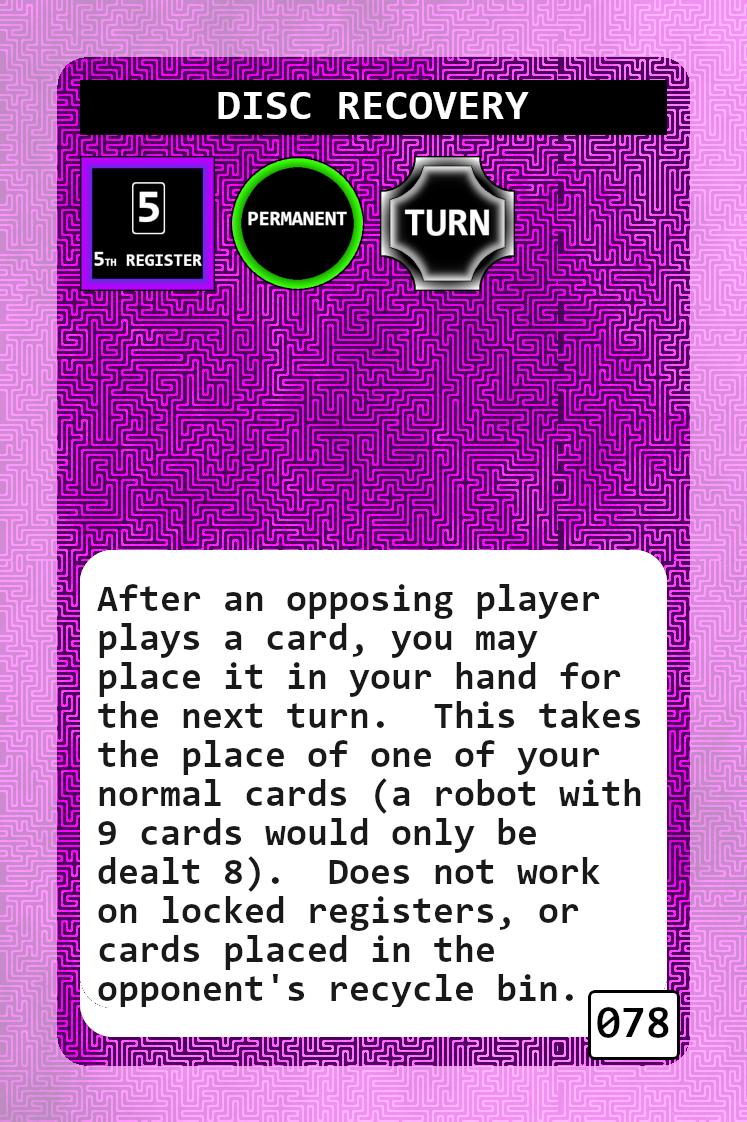 DISC RECOVERY
5
5TH REGISTER
PERMANENT
TURN
After an opposing player
plays a card, you may
place it in your hand for
the next turn.  This takes
the place of one of your
normal cards (a robot with
9 cards would only be
dealt 8).  Does not work
on locked registers, or
cards placed in the
opponent's recycle bin.
078